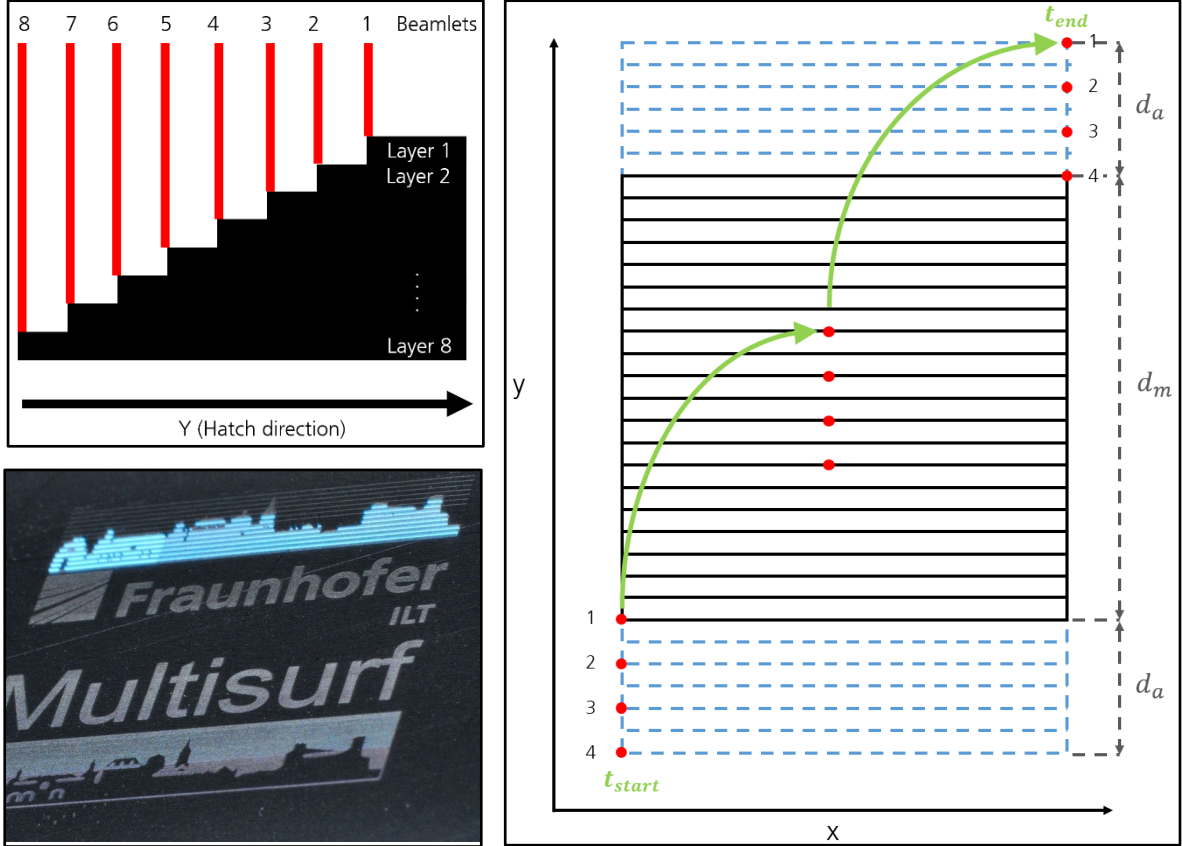 8 7 6 5 4 3 2 1 Beamlets
Layer 1
Layer 2
Layer 8
Y (Hatch direction)
Fraunhofer
ILT
Multisurf
min
t_end
1
2
3
4
d_a
d_m
y
1
2
3
4
d_a
t_start
x